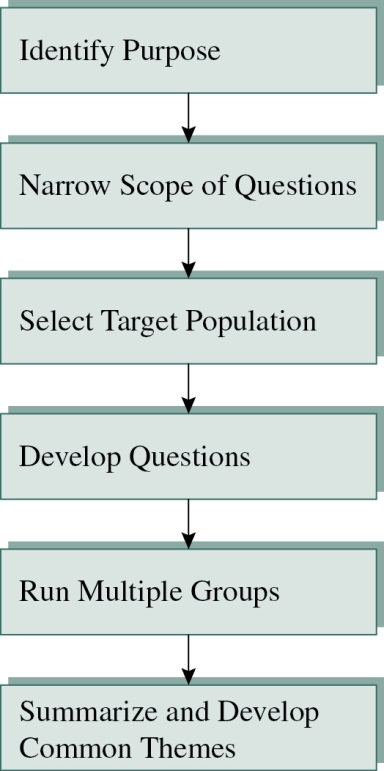 Identify Purpose
Narrow Scope of Questions
Select Target Population
Develop Questions
Run Multiple Groups
Summarize and Develop
Common Themes